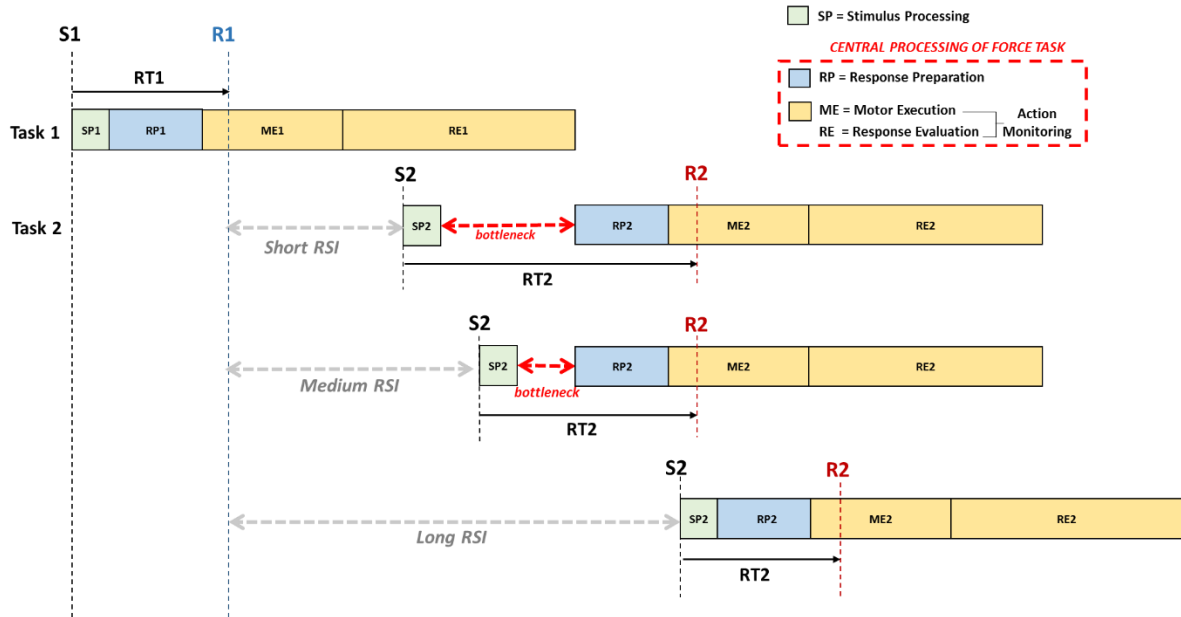 SP = Stimulus Processing
S1
R1
CENTRAL PROCESSING OF FORCE TASK
RT1
RP = Response Preparation
ME = Motor Execution
RE = Response Evaluation
Action
Monitoring
Task 1
SP1
RP1
ME1
RE1
S2
R2
Task 2
SP2
bottleneck
RP2
ME2
RE2
Short RSI
RT2
S2
R2
SP2
RP2
ME2
RE2
Medium RSI
bottleneck
RT2
S2
R2
SP2
RP2
ME2
RE2
Long RSI
RT2